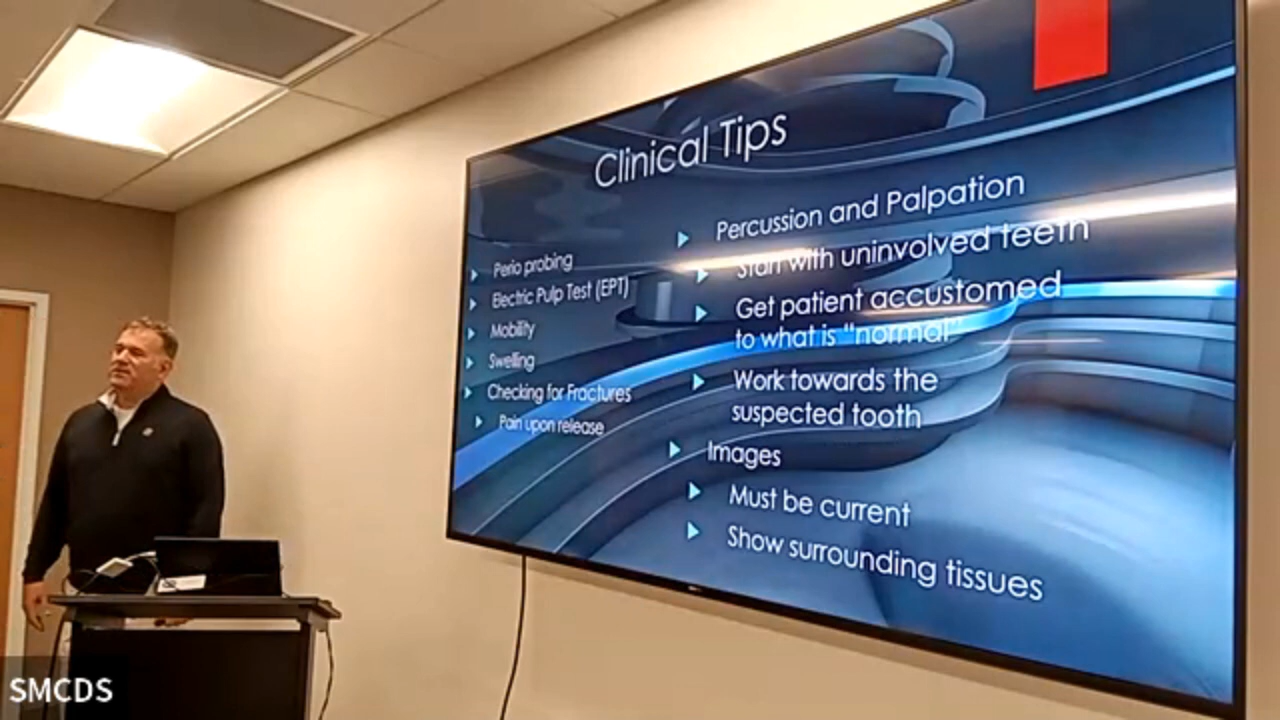 Clinical Tips
Perio probing
Electric Pulp Test (EPT)
Mobility
Swelling
Checking for Fractures
Pain upon release
Percussion and Palpation
Start with uninvolved teeth
Get patient accustomed
to what is "normal"
Work towards the
suspected tooth
Images
Must be current
Show surrounding tissues
SMCDS